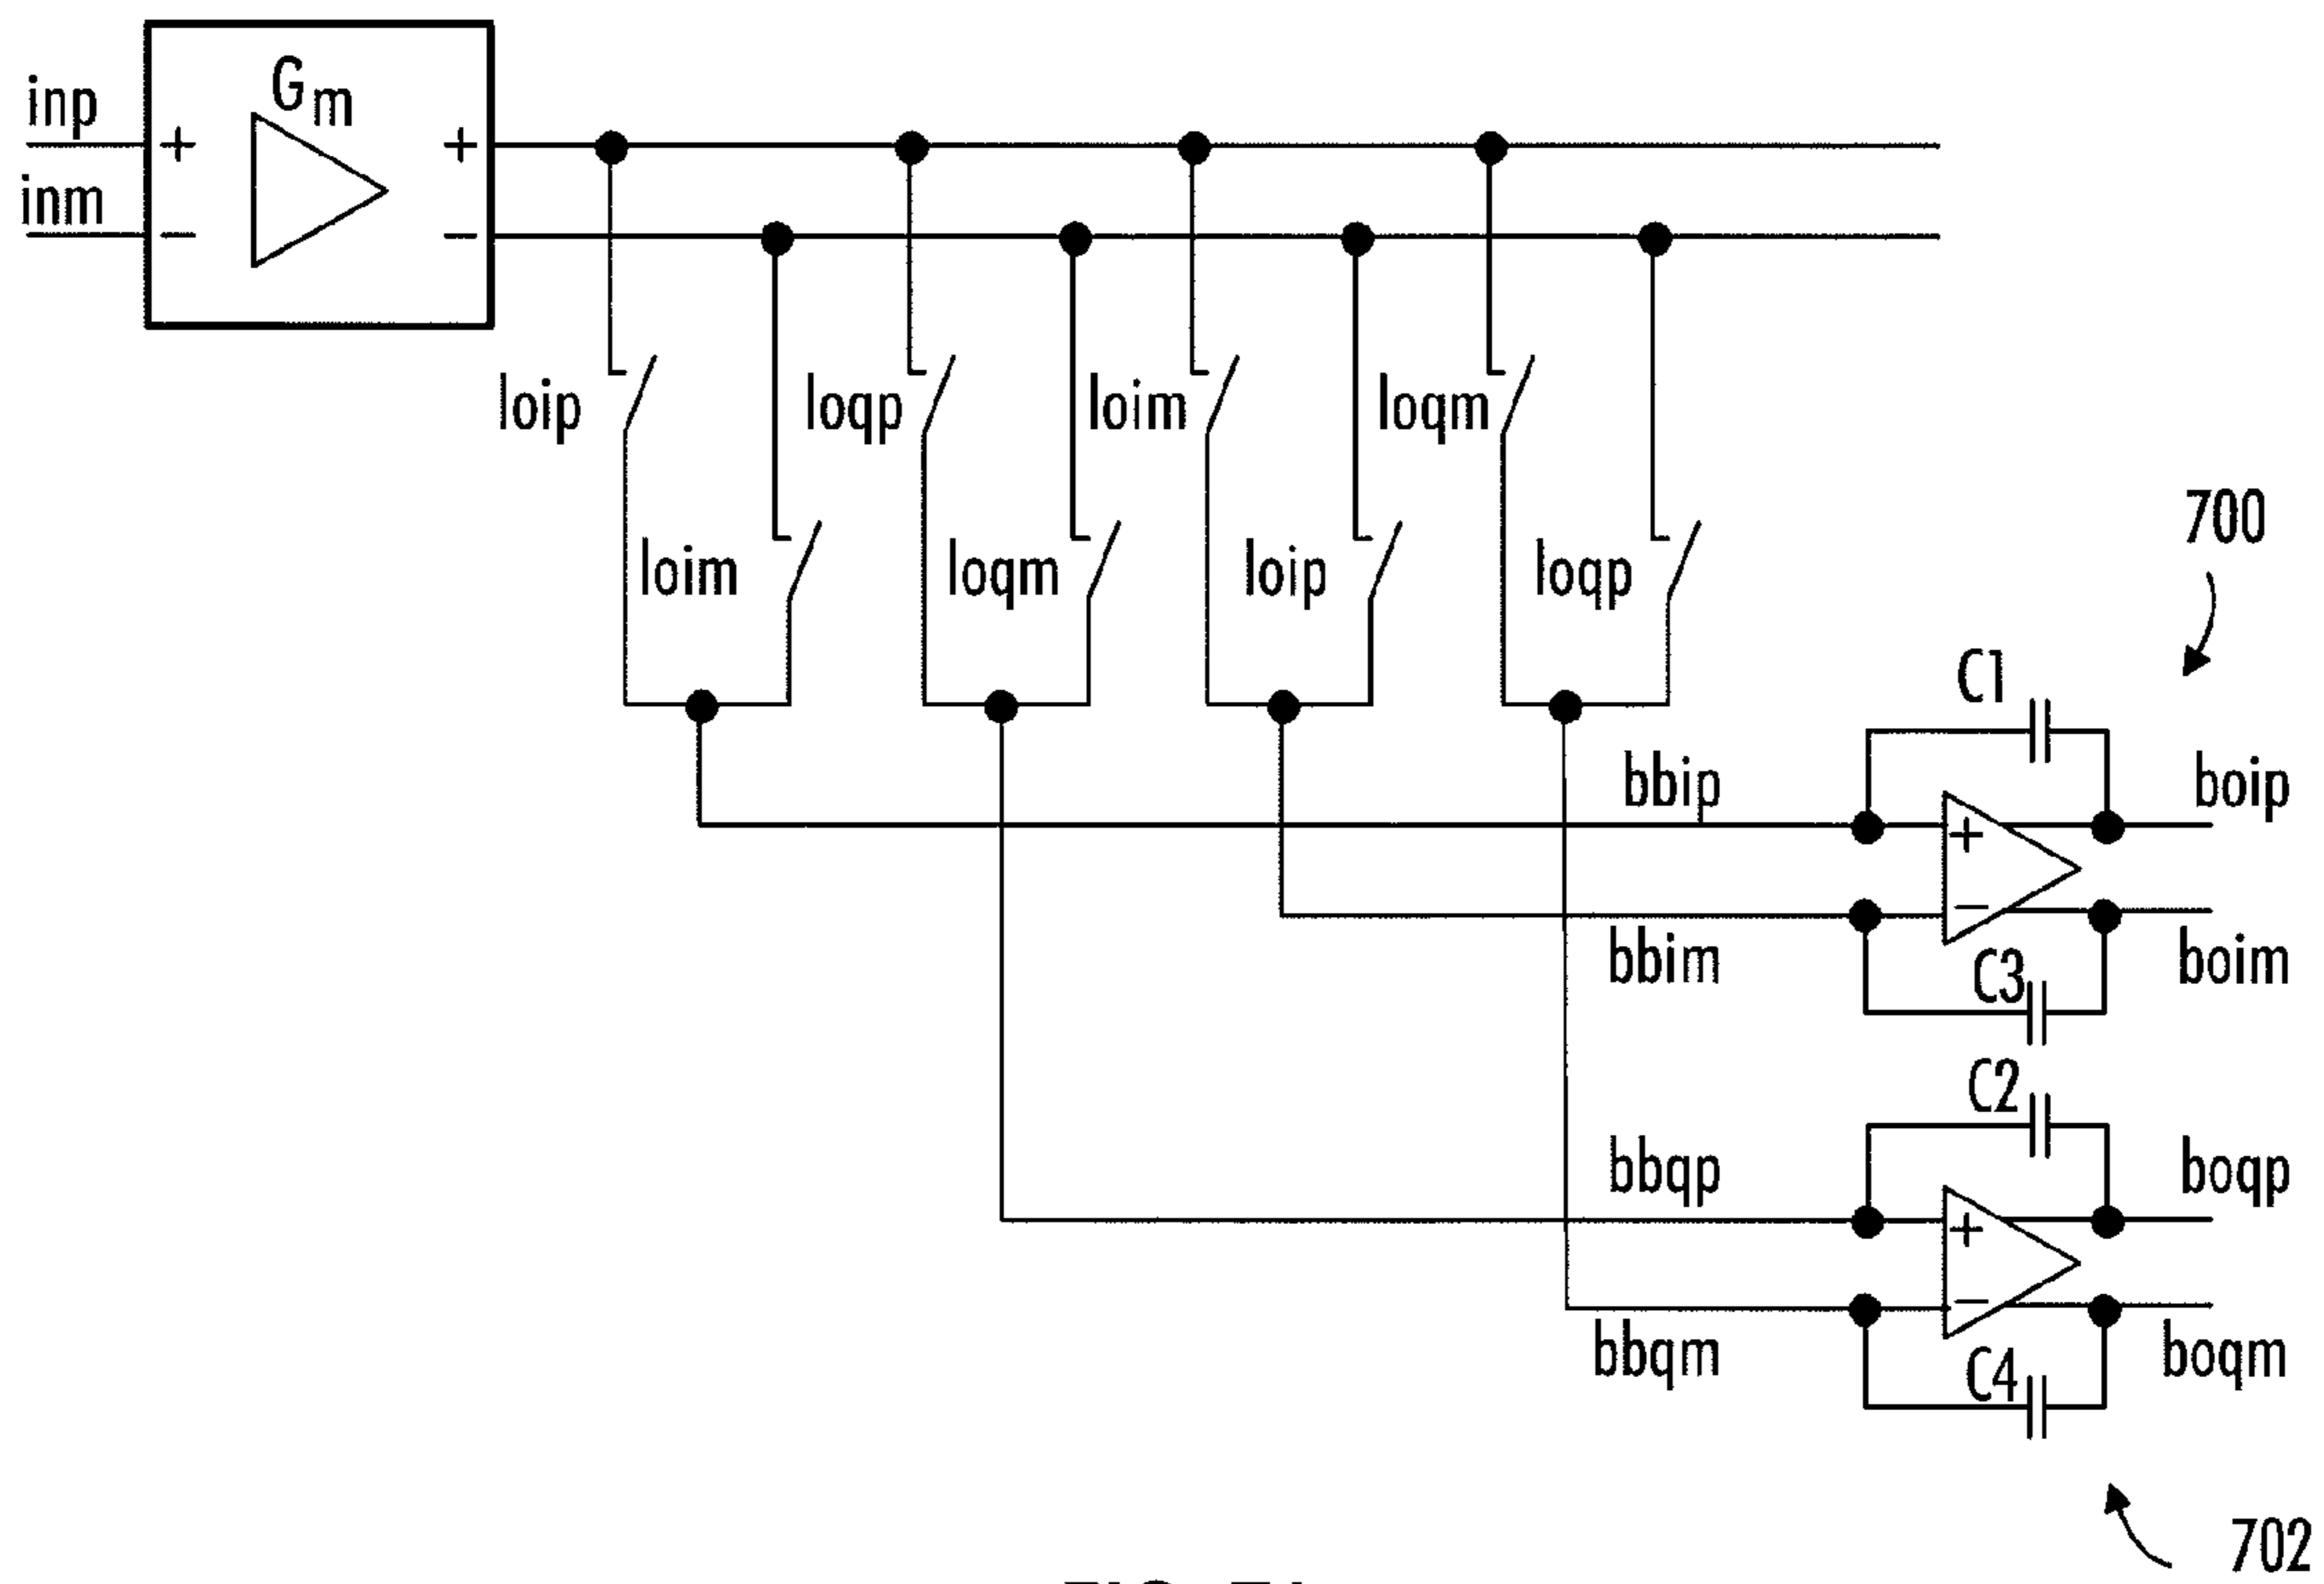 Gm
inp
+
+
inm
−
−
loip
loqp
loim
loqm
loim
loqm
loip
loqp
700
C1
bbip
boip
+
−
bbim
C3
boim
C2
bbqp
boqp
+
−
bbqm
C4
boqm
702